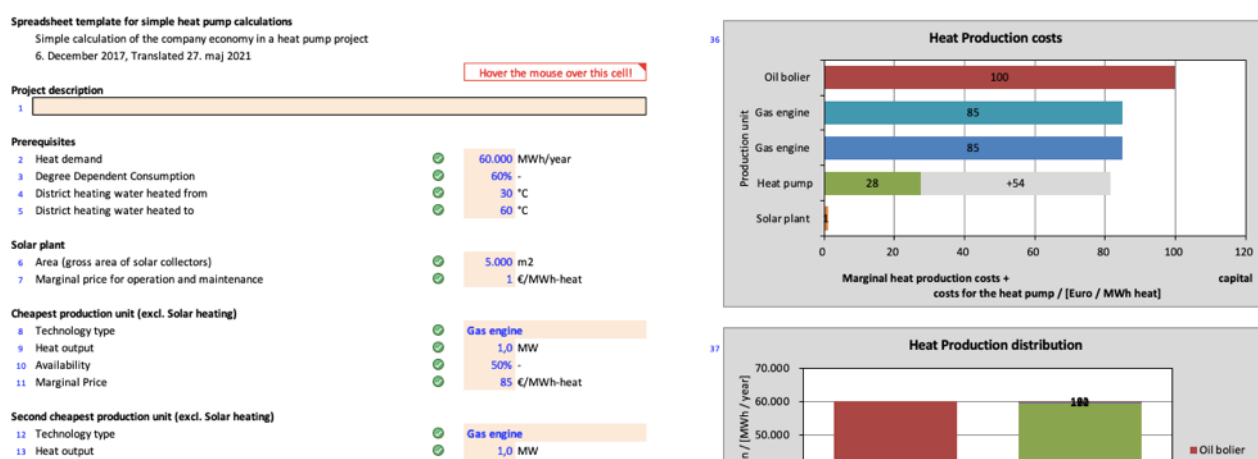 Spreadsheet template for simple heat pump calculations
Simple calculation of the company economy in a heat pump project
6. December 2017, Translated 27. maj 2021
Hover the mouse over this cell!
Project description
1
Prerequisites
2 Heat demand 60.000 MWh/year
3 Degree Dependent Consumption 60% -
4 District heating water heated from 30 °C
5 District heating water heated to 60 °C
Solar plant
6 Area (gross area of solar collectors) 5.000 m2
7 Marginal price for operation and maintenance 1 €/MWh-heat
Cheapest production unit (excl. Solar heating)
8 Technology type Gas engine
9 Heat output 1,0 MW
10 Availability 50% -
11 Marginal Price 85 €/MWh-heat
Second cheapest production unit (excl. Solar heating)
12 Technology type Gas engine
13 Heat output 1,0 MW
36
Heat Production costs
Production unit
Oil bolier 100
Gas engine 85
Gas engine 85
Heat pump 28 +54
Solar plant 1
0 20 40 60 80 100 120
Marginal heat production costs + capital
costs for the heat pump / [Euro / MWh heat]
37
Heat Production distribution
n / [MWh / year]
70.000
60.000
50.000
Oil bolier